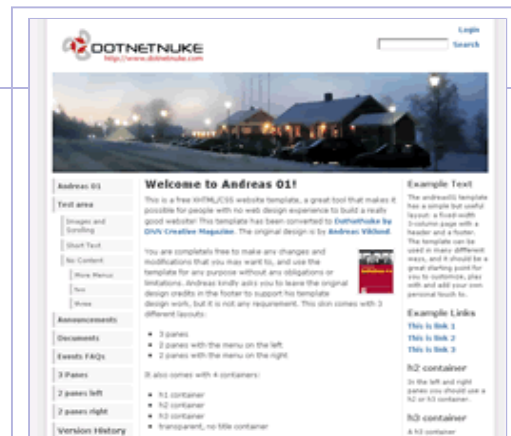 Login
DOTNETNUKE
http://www.dotnetnuke.com
Search
Andreas 01
Test area
Images and
Scrolling
Short Text
No Content
More Menus
two
three
Announcements
Documents
Events FAQs
3 Panes
2 panes left
2 panes right
Version History
Welcome to Andreas 01!
This is a free XHTML/CSS website template, a great tool that makes it
possible for people with no web design experience to build a really
good website! This template has been converted to DotNetNuke by
DNN Creative Magazine. The original design is by Andreas Viklund.
You are completely free to make any changes and
modifications that you may want to, and use the
template for any purpose without any obligations or
limitations. Andreas kindly asks you to leave the original
design credits in the footer to support his template
design work, but it is not any requirement. This skin comes with 3
different layouts:
3 panes
2 panes with the menu on the left
2 panes with the menu on the right
It also comes with 4 containers:
h1 container
h2 container
h3 container
transparent, no title container
Example Text
The andreas01 template
has a simple but useful
layout: a fixed-width
3-column page with a
header and a footer.
The template can be
used in many different
ways, and it should be a
great starting point for
you to customize, play
with and add your own
personal touch to.
Example Links
This is link 1
This is link 2
This is link 3
h2 container
In the left and right
panes you should use a
h2 or h3 container.
h3 container
A h3 container